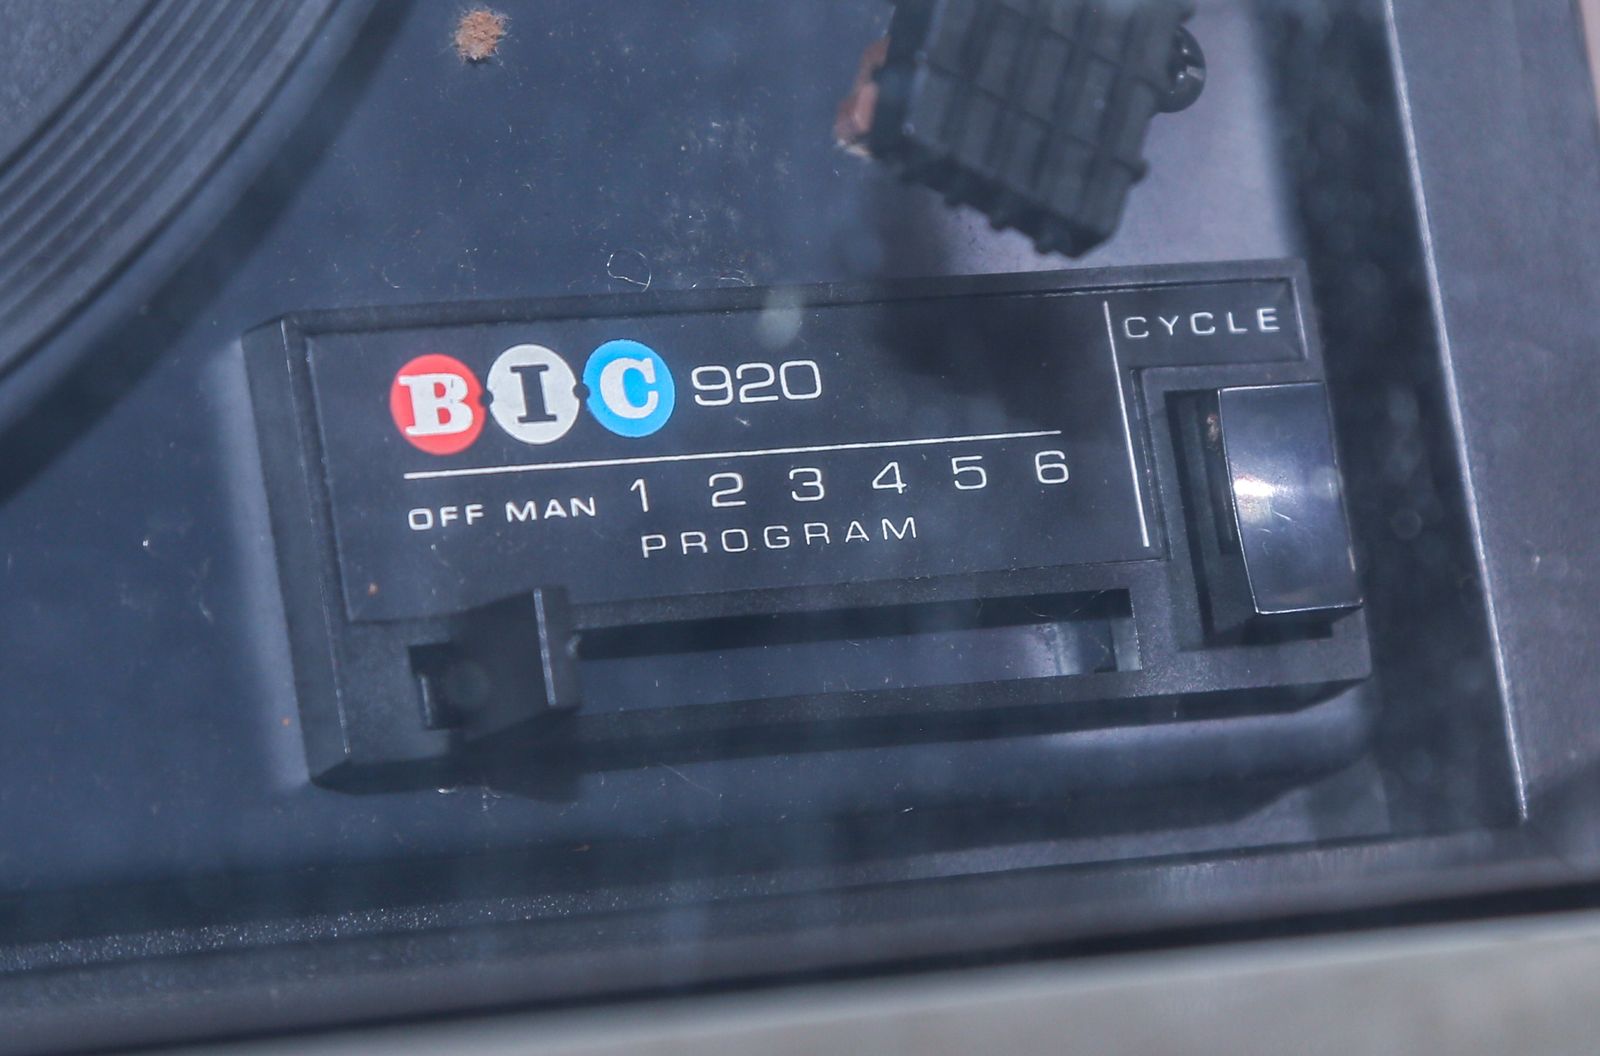 BIC 920
CYCLE
OFF MAN 1 2 3 4 5 6
PROGRAM